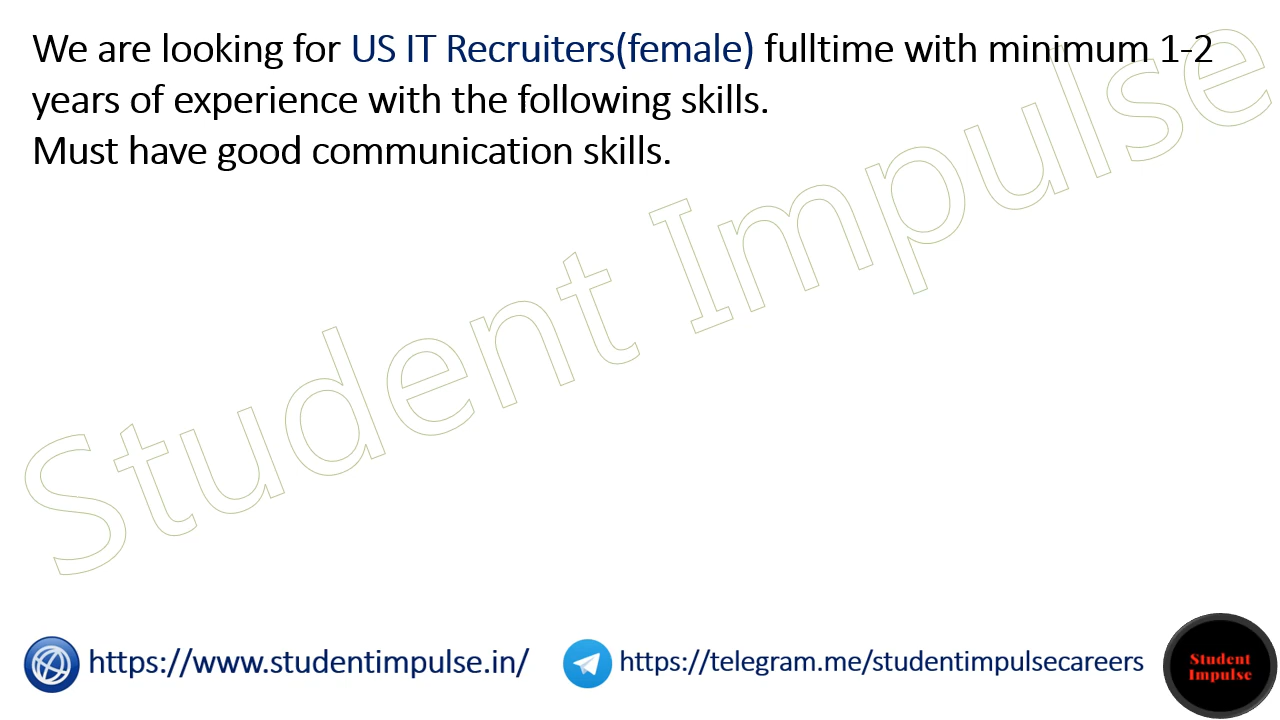 We are looking for US IT Recruiters(female) fulltime with minimum 1-2
years of experience with the following skills.
Must have good communication skills.
Student Impulse
https://www.studentimpulse.in/
https://telegram.me/studentimpulsecareers
Student
Impulse